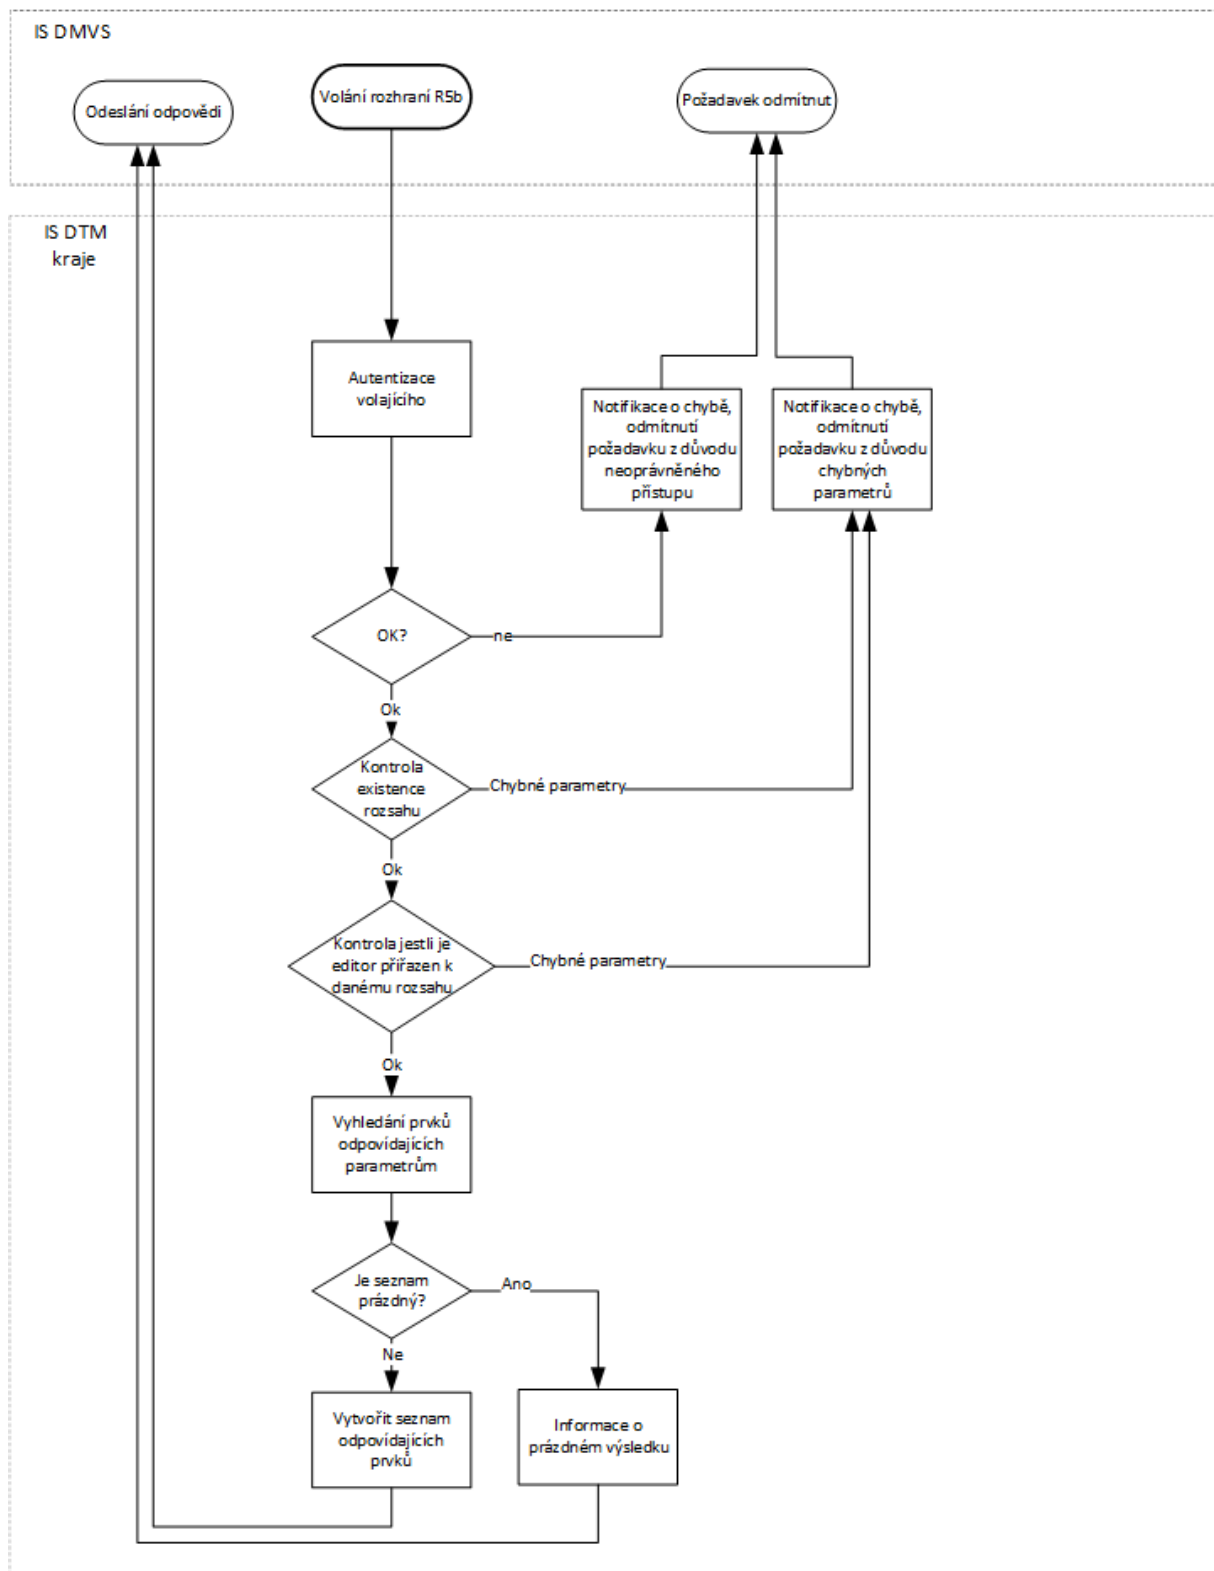 IS DMVS
Odeslání odpovědi
Volání rozhraní R5b
Požadavek odmítnut
IS DTM
kraje
Autentizace
volajícího
Notifikace o chybě,
odmítnutí
požadavku z důvodu
neoprávněného
přístupu
Notifikace o chybě,
odmítnutí
požadavku z důvodu
chybných
parametrů
OK?
ne
Ok
Kontrola
existence
rozsahu
Chybné parametry
Ok
Kontrola jestli je
editor přiřazen k
danému rozsahu
Chybné parametry
Ok
Vyhledání prvků
odpovídajících
parametrům
Je seznam
prázdný?
Ano
Ne
Vytvořit seznam
odpovídajících
prvků
Informace o
prázdném výsledku